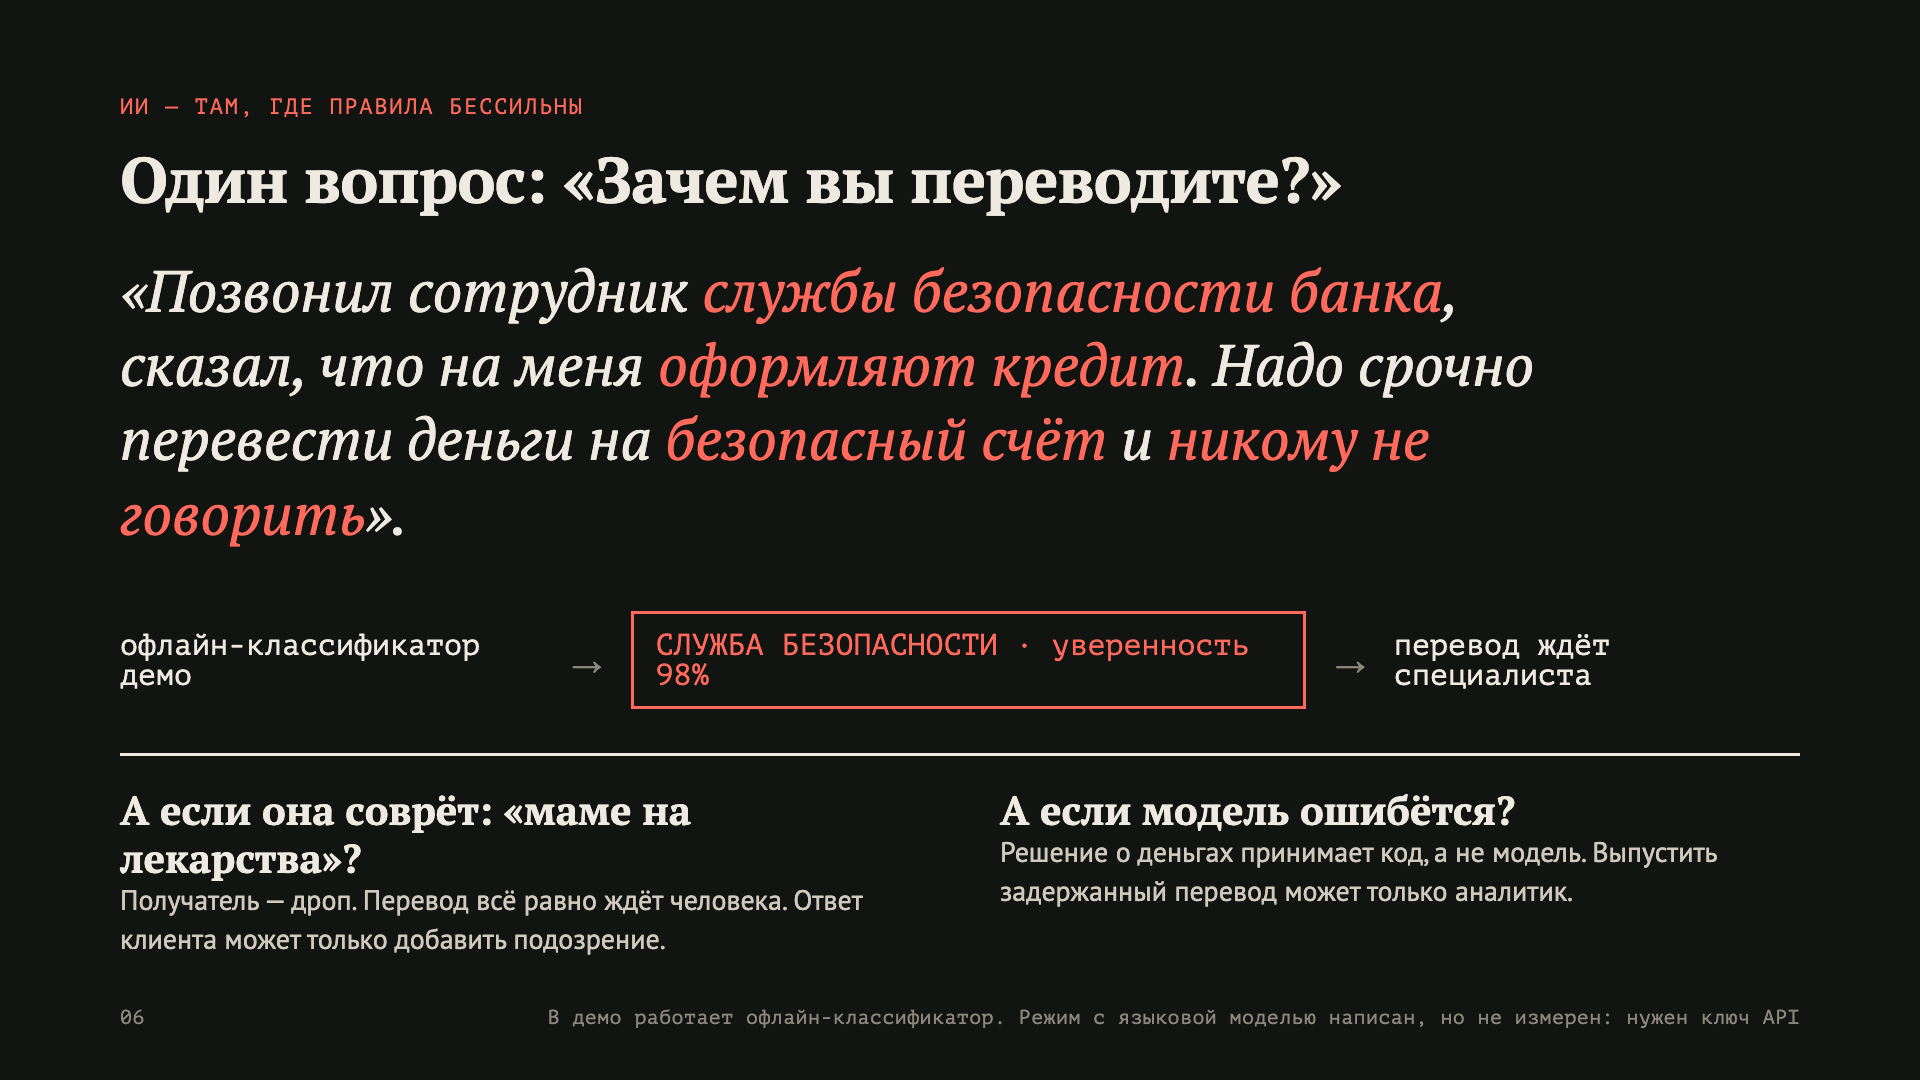 ИИ — ТАМ, ГДЕ ПРАВИЛА БЕССИЛЬНЫ
Один вопрос: «Зачем вы переводите?»
«Позвонил сотрудник службы безопасности банка,
сказал, что на меня оформляют кредит. Надо срочно
перевести деньги на безопасный счёт и никому не
говорить».
офлайн-классификатор
демо
→
СЛУЖБА БЕЗОПАСНОСТИ · уверенность
98%
→
перевод ждёт
специалиста
А если она соврёт: «маме на
лекарства»?
Получатель — дроп. Перевод всё равно ждёт человека. Ответ
клиента может только добавить подозрение.
А если модель ошибётся?
Решение о деньгах принимает код, а не модель. Выпустить
задержанный перевод может только аналитик.
06
В демо работает офлайн-классификатор. Режим с языковой моделью написан, но не измерен: нужен ключ API